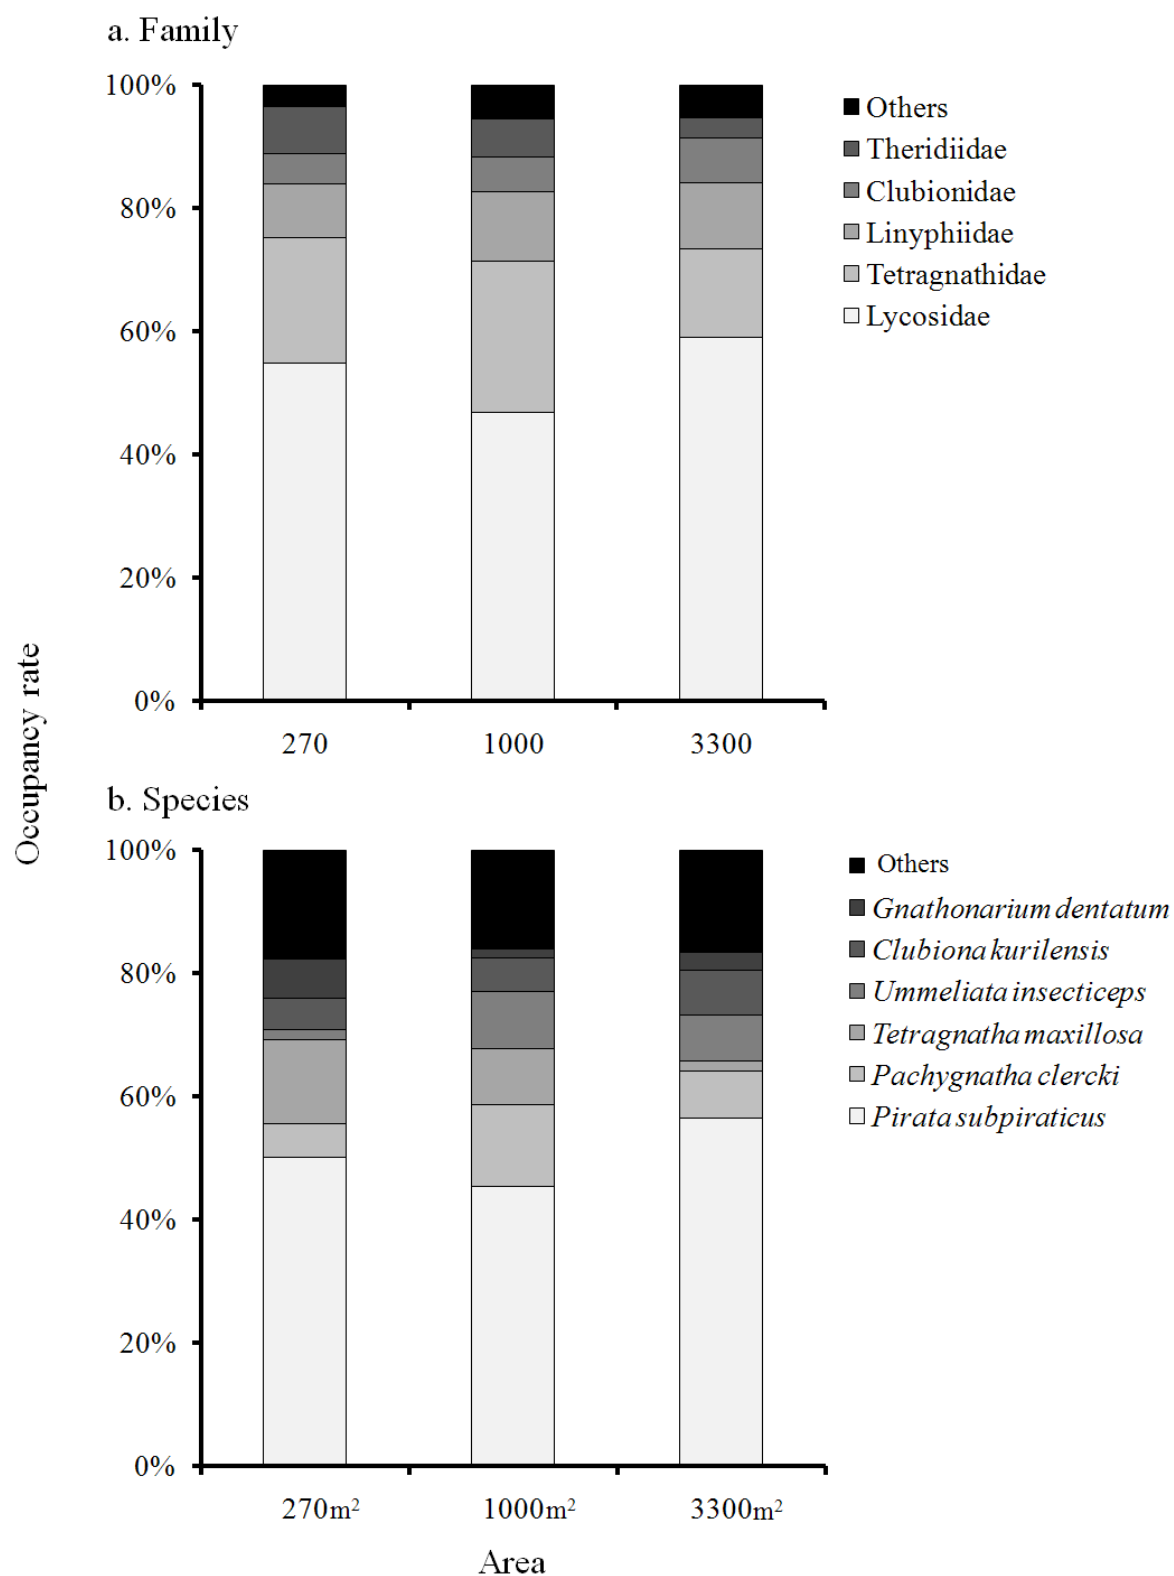 a. Family
100%
80%
60%
40%
20%
0%
270
1000
3300
Others
Theridiidae
Clubionidae
Linyphiidae
Tetragnathidae
Lycosidae
Occupancy rate
b. Species
100%
80%
60%
40%
20%
0%
270m²
1000m²
3300m²
Others
Gnathonarium dentatum
Clubiona kurilensis
Ummeliata insecticeps
Tetragnatha maxillosa
Pachygnatha clercki
Pirata subpiraticus
Area